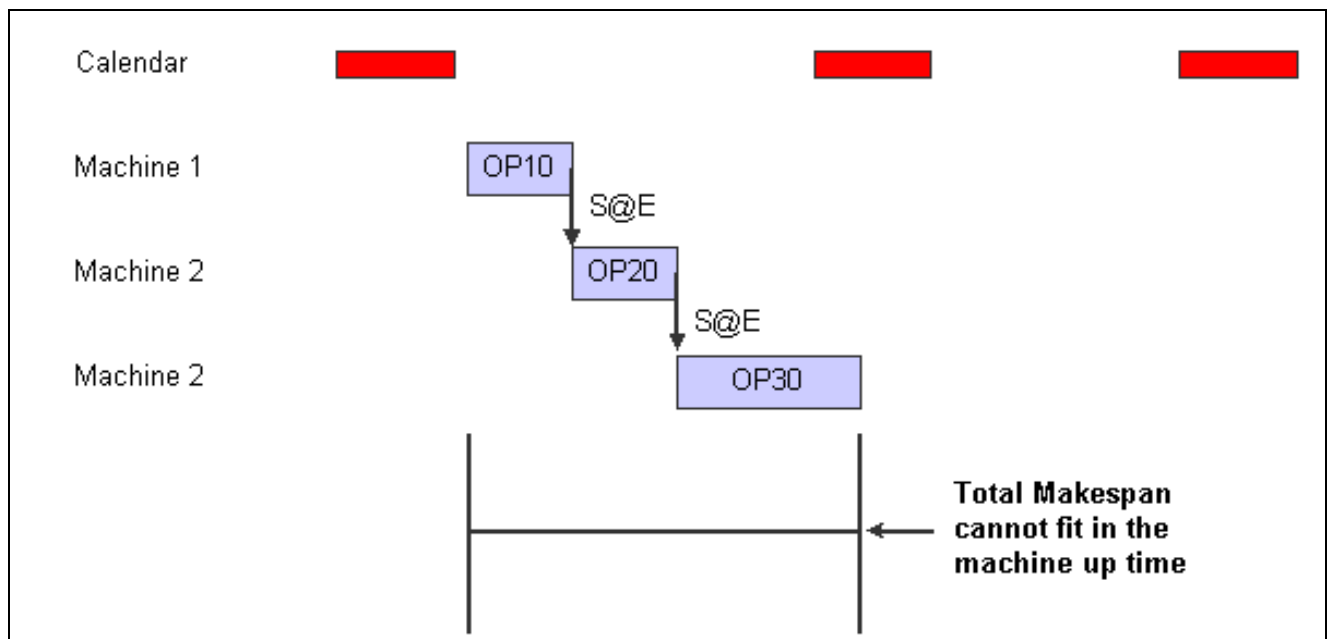 Calendar
Machine 1
OP10
S@E
Machine 2
OP20
S@E
Machine 2
OP30
Total Makespan
cannot fit in the
machine up time